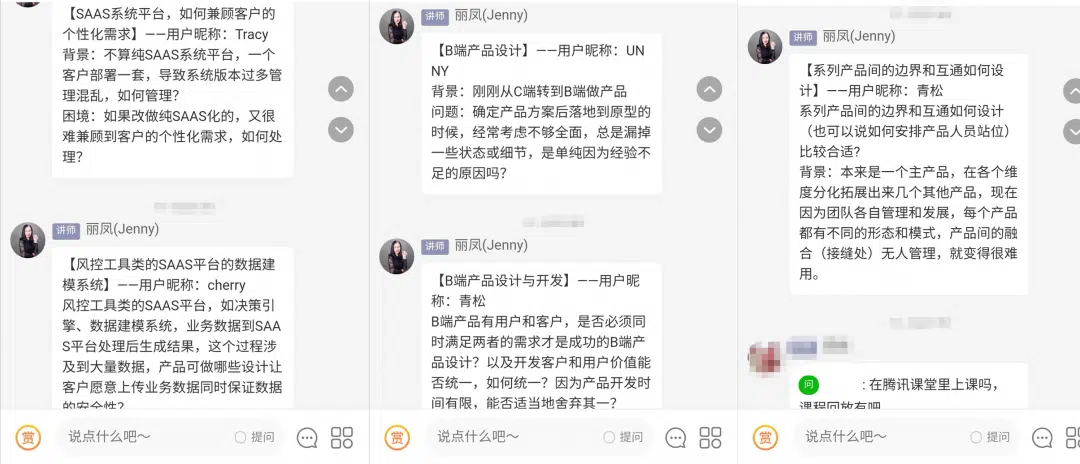 【SAAS系统平台，如何兼顾客户的
个性化需求】——用户昵称：Tracy
背景：不算纯SAAS系统平台，一个
客户部署一套，导致系统版本过多管
理混乱，如何管理？
困境：如果改做纯SAAS化的，又很
难兼顾到客户的个性化需求，如何处
理？
讲师 丽凤(Jenny)
【风控工具类的SAAS平台的数据建
模系统】——用户昵称：cherry
风控工具类的SAAS平台，如决策引
擎、数据建模系统，业务数据到SAA
S平台处理后生成结果，这个过程涉
及到大量数据，产品可做哪些设计让
客户愿意上传业务数据同时保证数据
的安全性？
赏 说点什么吧～ 提问
讲师 丽凤(Jenny)
【B端产品设计】——用户昵称：UN
NY
背景：刚刚从C端转到B端做产品
问题：确定产品方案后落地到原型的
时候，经常考虑不够全面，总是漏掉
一些状态或细节，是单纯因为经验不
足的原因吗？
讲师 丽凤(Jenny)
【B端产品设计与开发】——用户昵
称：青松
B端产品有用户和客户，是否必须同
时满足两者的需求才是成功的B端产
品设计？以及开发客户和用户价值能
否统一，如何统一？因为产品开发时
间有限，能否适当地舍弃其一？
赏 说点什么吧～ 提问
讲师 丽凤(Jenny)
【系列产品间的边界和互通如何设
计】——用户昵称：青松
系列产品间的边界和互通如何设计
（也可以说如何安排产品人员站位）
比较合适?
背景：本来是一个主产品，在各个维
度分化拓展出来几个其他产品，现在
因为团队各自管理和发展，每个产品
都有不同的形态和模式，产品间的融
合（接缝处）无人管理，就变得很难
用。
问 : 在腾讯课堂里上课吗，
课程回放有吧
赏 说点什么吧～ 提问